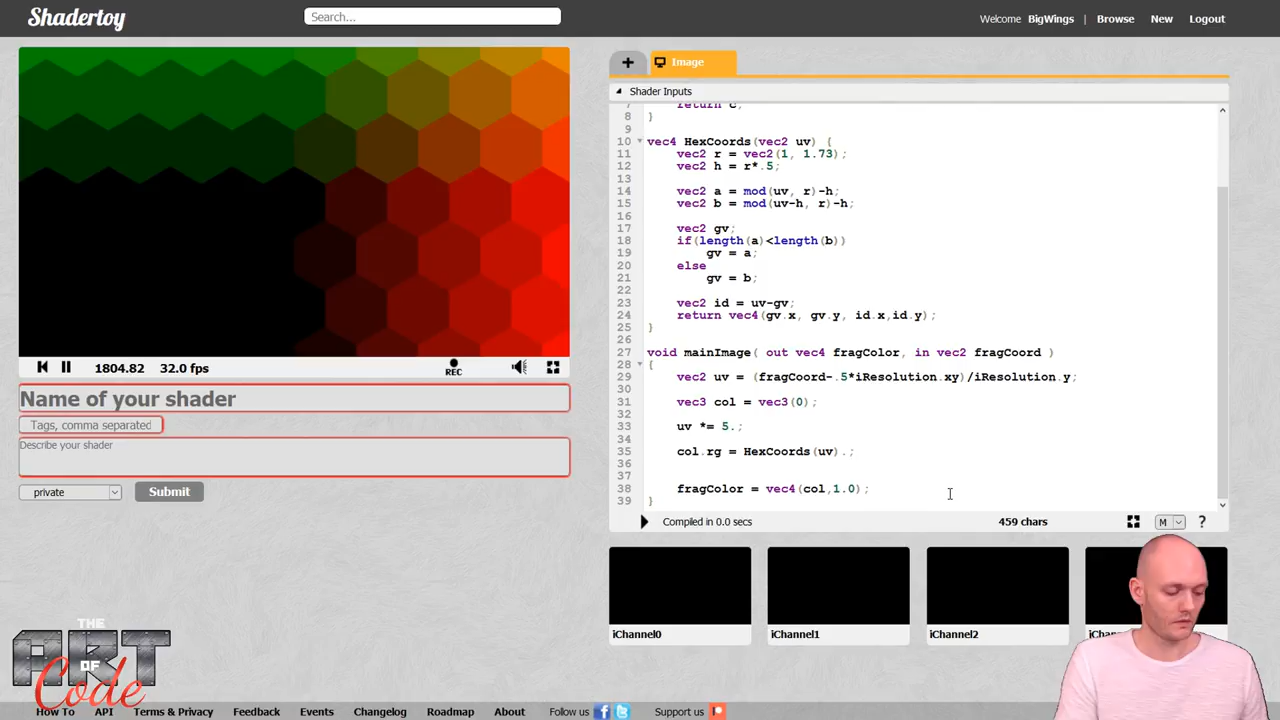 Shadertoy
Search...
Welcome BigWings | Browse New Logout
+ Image
Shader Inputs
7 return c;
8 }
9
10 vec4 HexCoords(vec2 uv) {
11 vec2 r = vec2(1, 1.73);
12 vec2 h = r*.5;
13
14 vec2 a = mod(uv, r)-h;
15 vec2 b = mod(uv-h, r)-h;
16
17 vec2 gv;
18 if(length(a)<length(b))
19 gv = a;
20 else
21 gv = b;
22
23 vec2 id = uv-gv;
24 return vec4(gv.x, gv.y, id.x,id.y);
25 }
26
27 void mainImage( out vec4 fragColor, in vec2 fragCoord )
28 {
29 vec2 uv = (fragCoord-.5*iResolution.xy)/iResolution.y;
30
31 vec3 col = vec3(0);
32
33 uv *= 5.;
34
35 col.rg = HexCoords(uv).;
36
37
38 fragColor = vec4(col,1.0);
39 }
1804.82 32.0 fps
REC
Name of your shader
Tags, comma separated
Describe your shader
private Submit
Compiled in 0.0 secs 459 chars M ?
iChannel0 iChannel1 iChannel2
THE
ART
OF
Code
How To API Terms & Privacy Feedback Events Changelog Roadmap About Follow us Support us